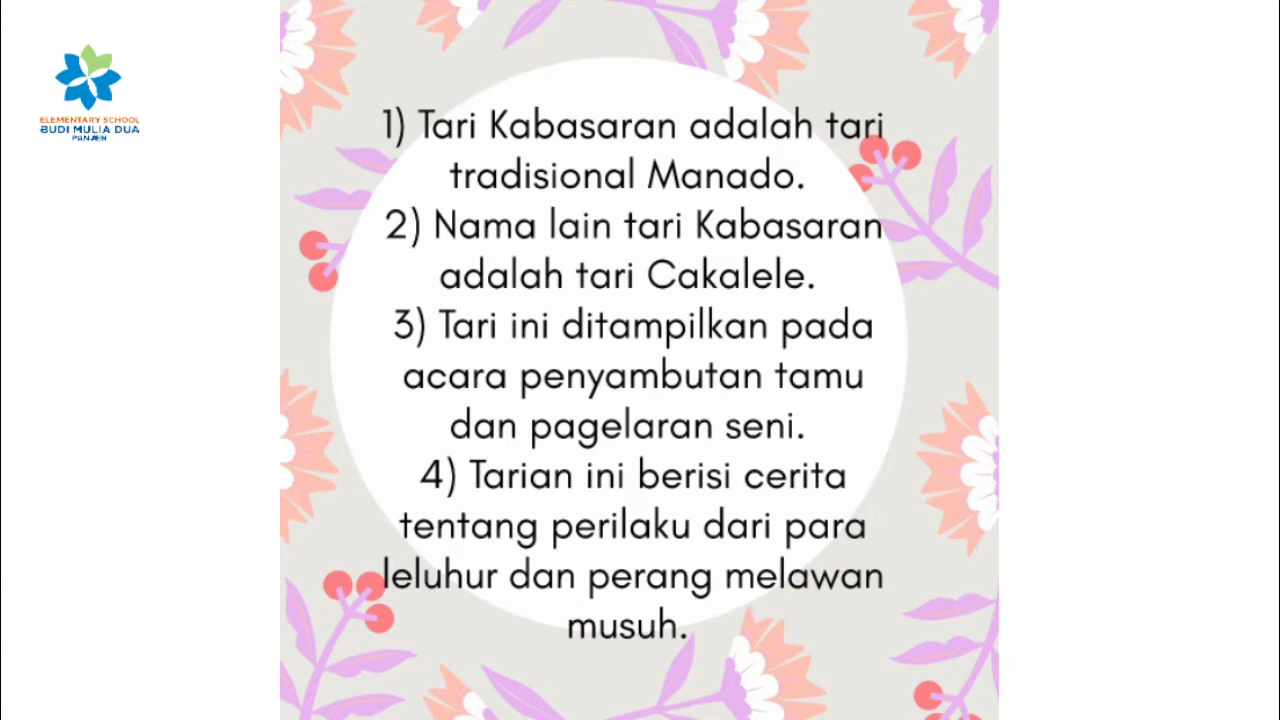 ELEMENTARY SCHOOL
BUDI MULIA DUA
PANJEN
1) Tari Kabasaran adalah tari
tradisional Manado.
2) Nama lain tari Kabasaran
adalah tari Cakalele.
3) Tari ini ditampilkan pada
acara penyambutan tamu
dan pagelaran seni.
4) Tarian ini berisi cerita
tentang perilaku dari para
leluhur dan perang melawan
musuh.